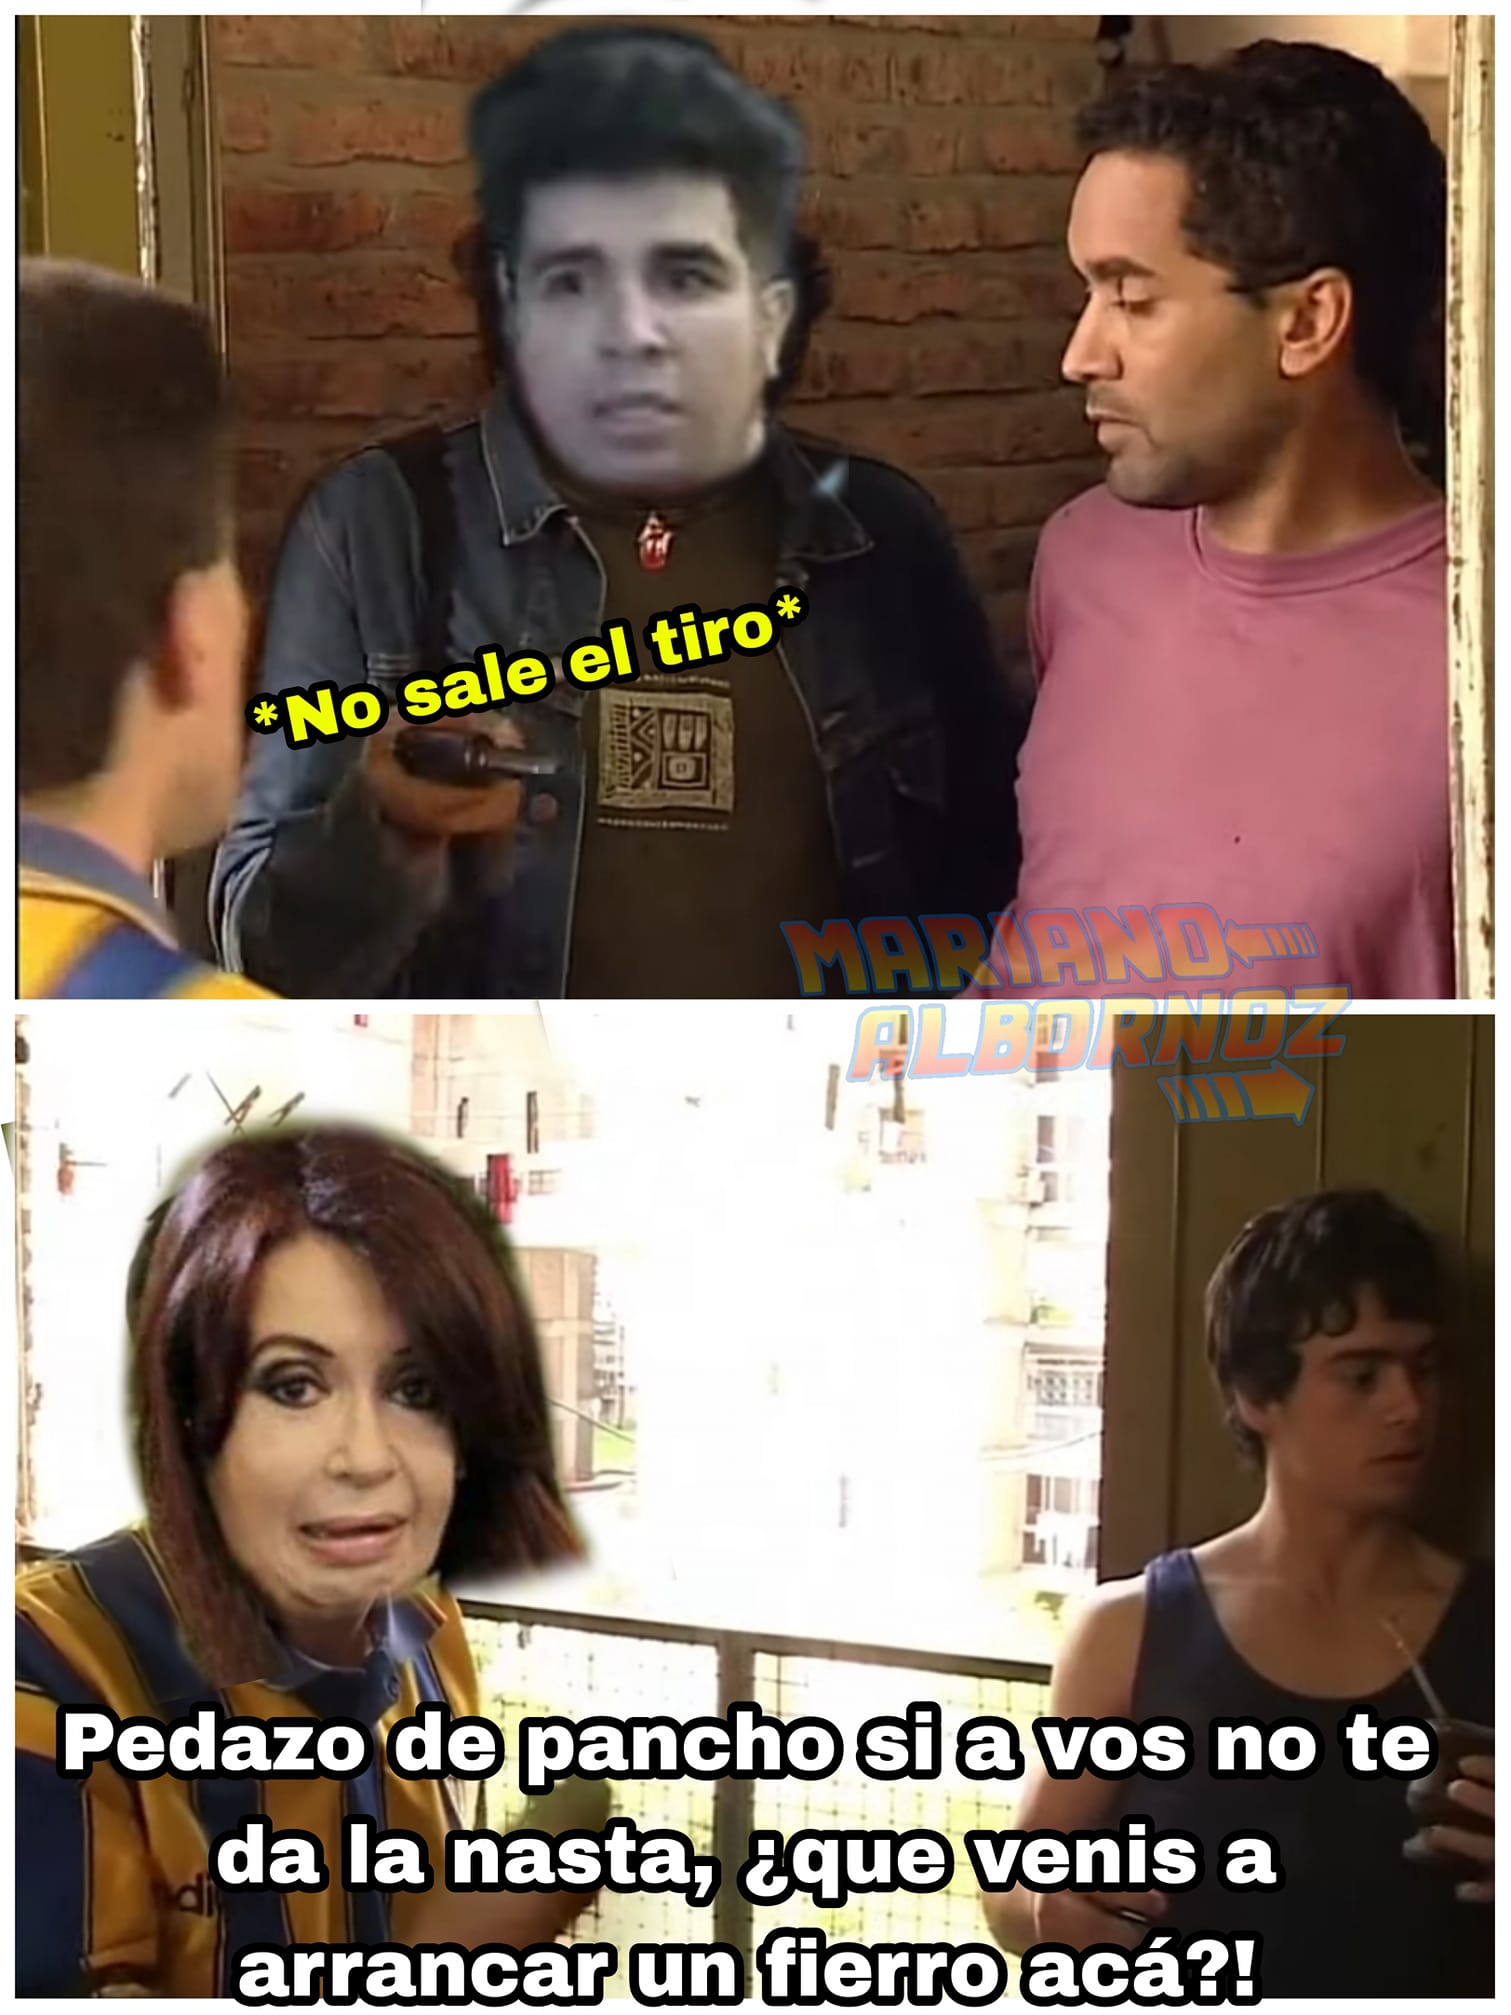 *No sale el tiro*
MARIANO
ALBORNOZ
Pedazo de pancho si a vos no te
da la nasta, ¿que venis a
arrancar un fierro acá?!